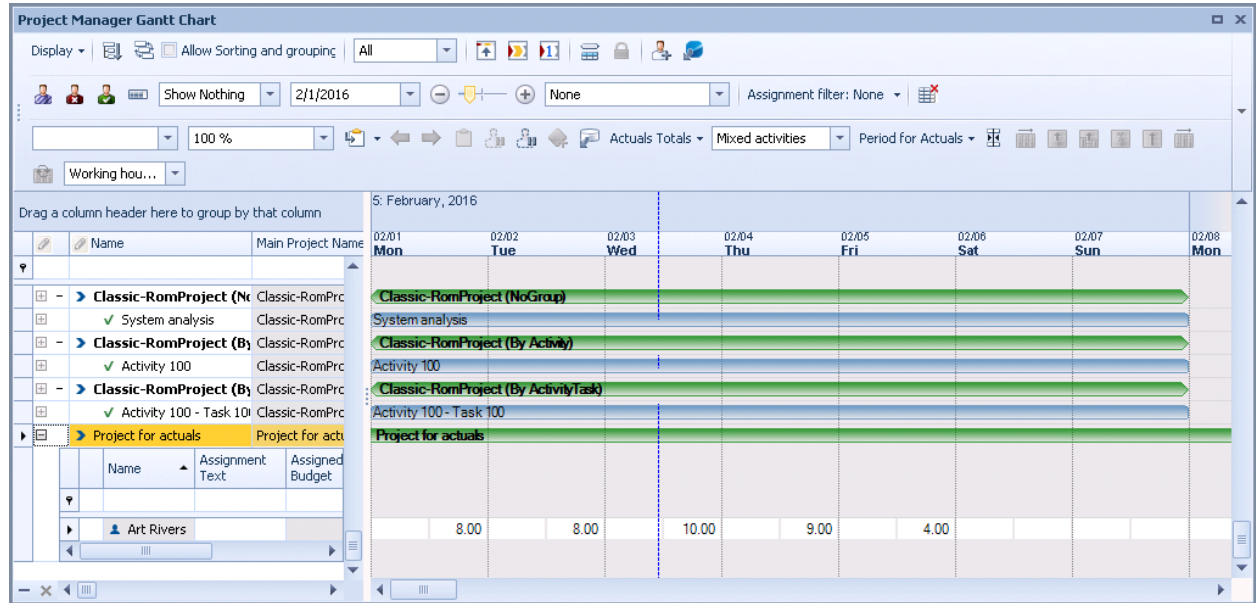 Project Manager Gantt Chart
Display Allow Sorting and grouping All
Show Nothing 2/1/2016 None Assignment filter: None
100 % Actuals Totals Mixed activities Period for Actuals
Working hou...
Drag a column header here to group by that column
5: February, 2016
Name Main Project Name
02/01 02/02 02/03 02/04 02/05 02/06 02/07 02/08
Mon Tue Wed Thu Fri Sat Sun Mon
Classic-RomProject (No Classic-RomPro Classic-RomProject (NoGroup)
System analysis Classic-RomPro System analysis
Classic-RomProject (By Classic-RomPro Classic-RomProject (By Activity)
Activity 100 Classic-RomPro Activity 100
Classic-RomProject (By Classic-RomPro Classic-RomProject (By ActivityTask)
Activity 100 - Task 10 Classic-RomPro Activity 100 - Task 100
Project for actuals Project for actu Project for actuals
Name Assignment Text Assigned Budget
Art Rivers 8.00 8.00 10.00 9.00 4.00